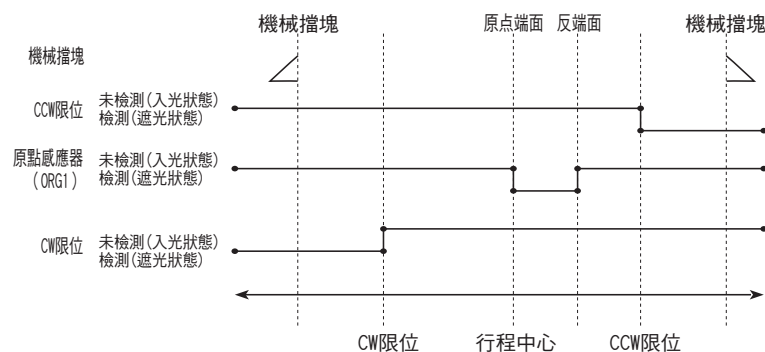 機械擋塊
原点端面
反端面
機械擋塊
機械擋塊
CCW限位
未檢測(入光狀態)
檢測(遮光狀態)
原點感應器
(ORG1)
未檢測(入光狀態)
檢測(遮光狀態)
CW限位
未檢測(入光狀態)
檢測(遮光狀態)
CW限位
行程中心
CCW限位